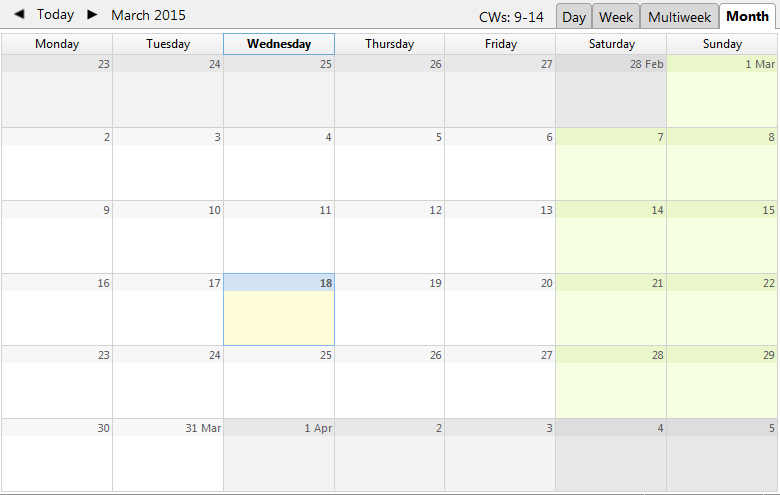 Today March 2015 CWs: 9-14 Day Week Multiweek Month
Monday Tuesday Wednesday Thursday Friday Saturday Sunday
23 24 25 26 27 28 Feb 1 Mar
2 3 4 5 6 7 8
9 10 11 12 13 14 15
16 17 18 19 20 21 22
23 24 25 26 27 28 29
30 31 Mar 1 Apr 2 3 4 5